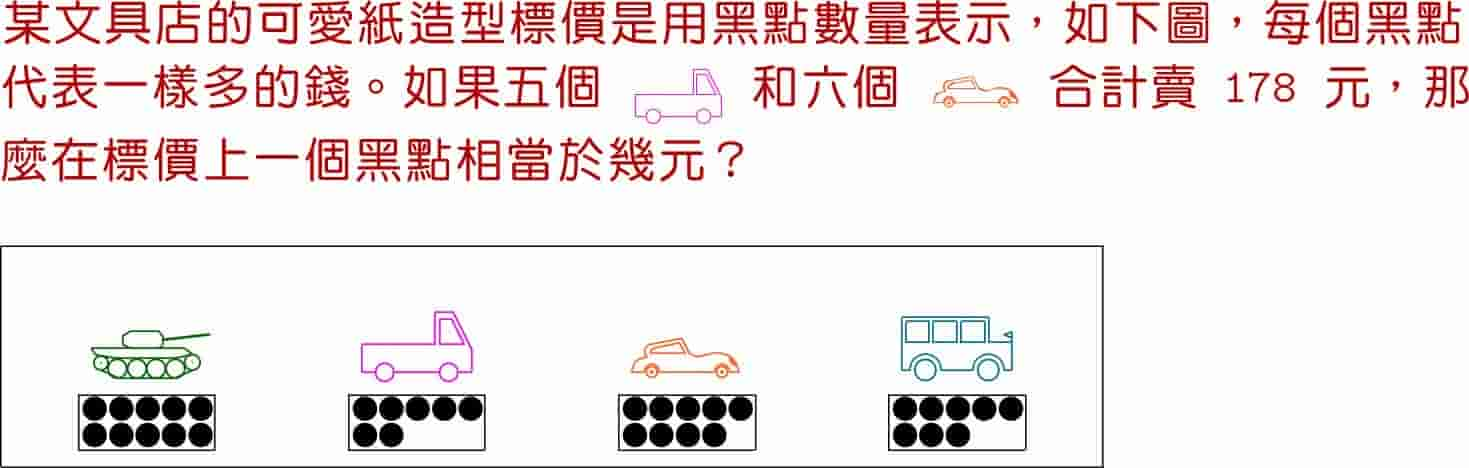 某文具店的可愛紙造型標價是用黑點數量表示，如下圖，每個黑點
代表一樣多的錢。如果五個 和六個 合計賣 178 元，那
麼在標價上一個黑點相當於幾元？